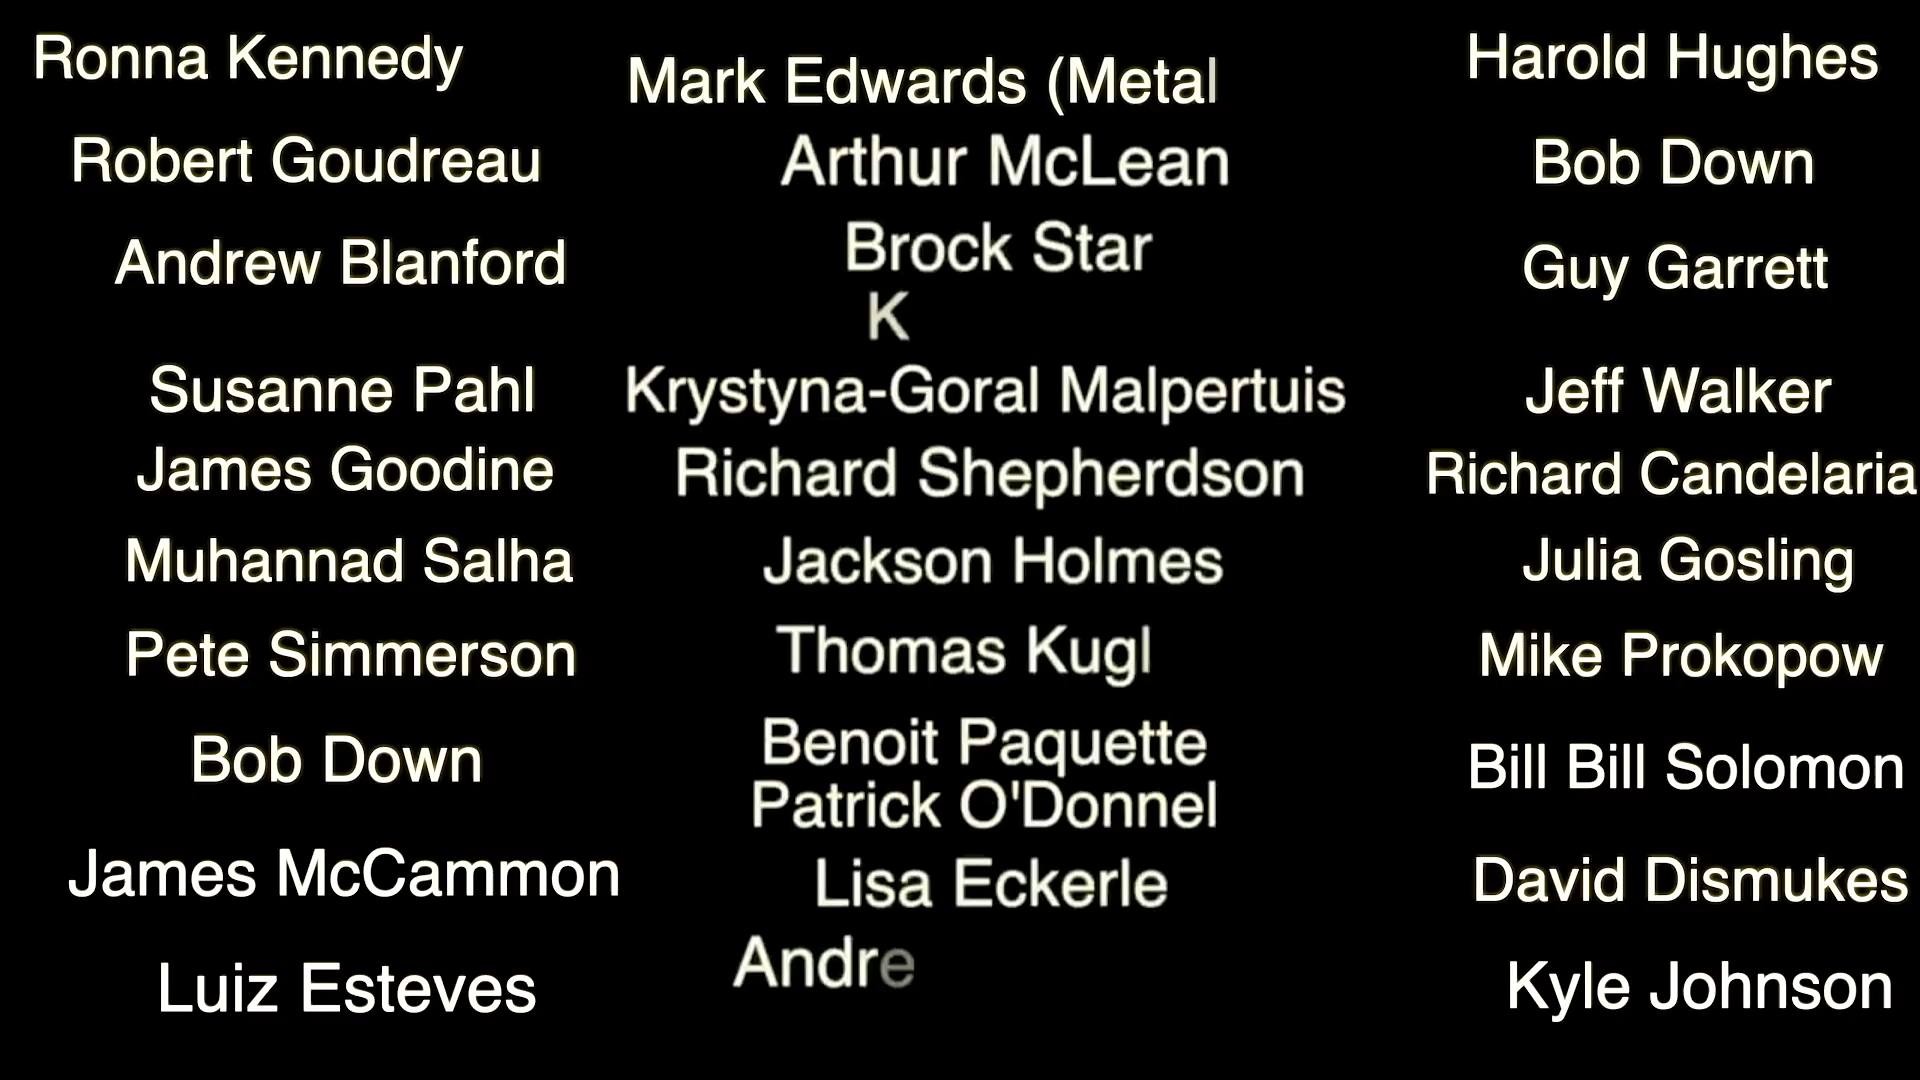 Ronna Kennedy
Robert Goudreau
Andrew Blanford
Susanne Pahl
James Goodine
Muhannad Salha
Pete Simmerson
Bob Down
James McCammon
Luiz Esteves
Mark Edwards (Metal
Arthur McLean
Brock Star
K
Krystyna-Goral Malpertuis
Richard Shepherdson
Jackson Holmes
Thomas Kugl
Benoit Paquette
Patrick O'Donnel
Lisa Eckerle
Andre
Harold Hughes
Bob Down
Guy Garrett
Jeff Walker
Richard Candelaria
Julia Gosling
Mike Prokopow
Bill Bill Solomon
David Dismukes
Kyle Johnson